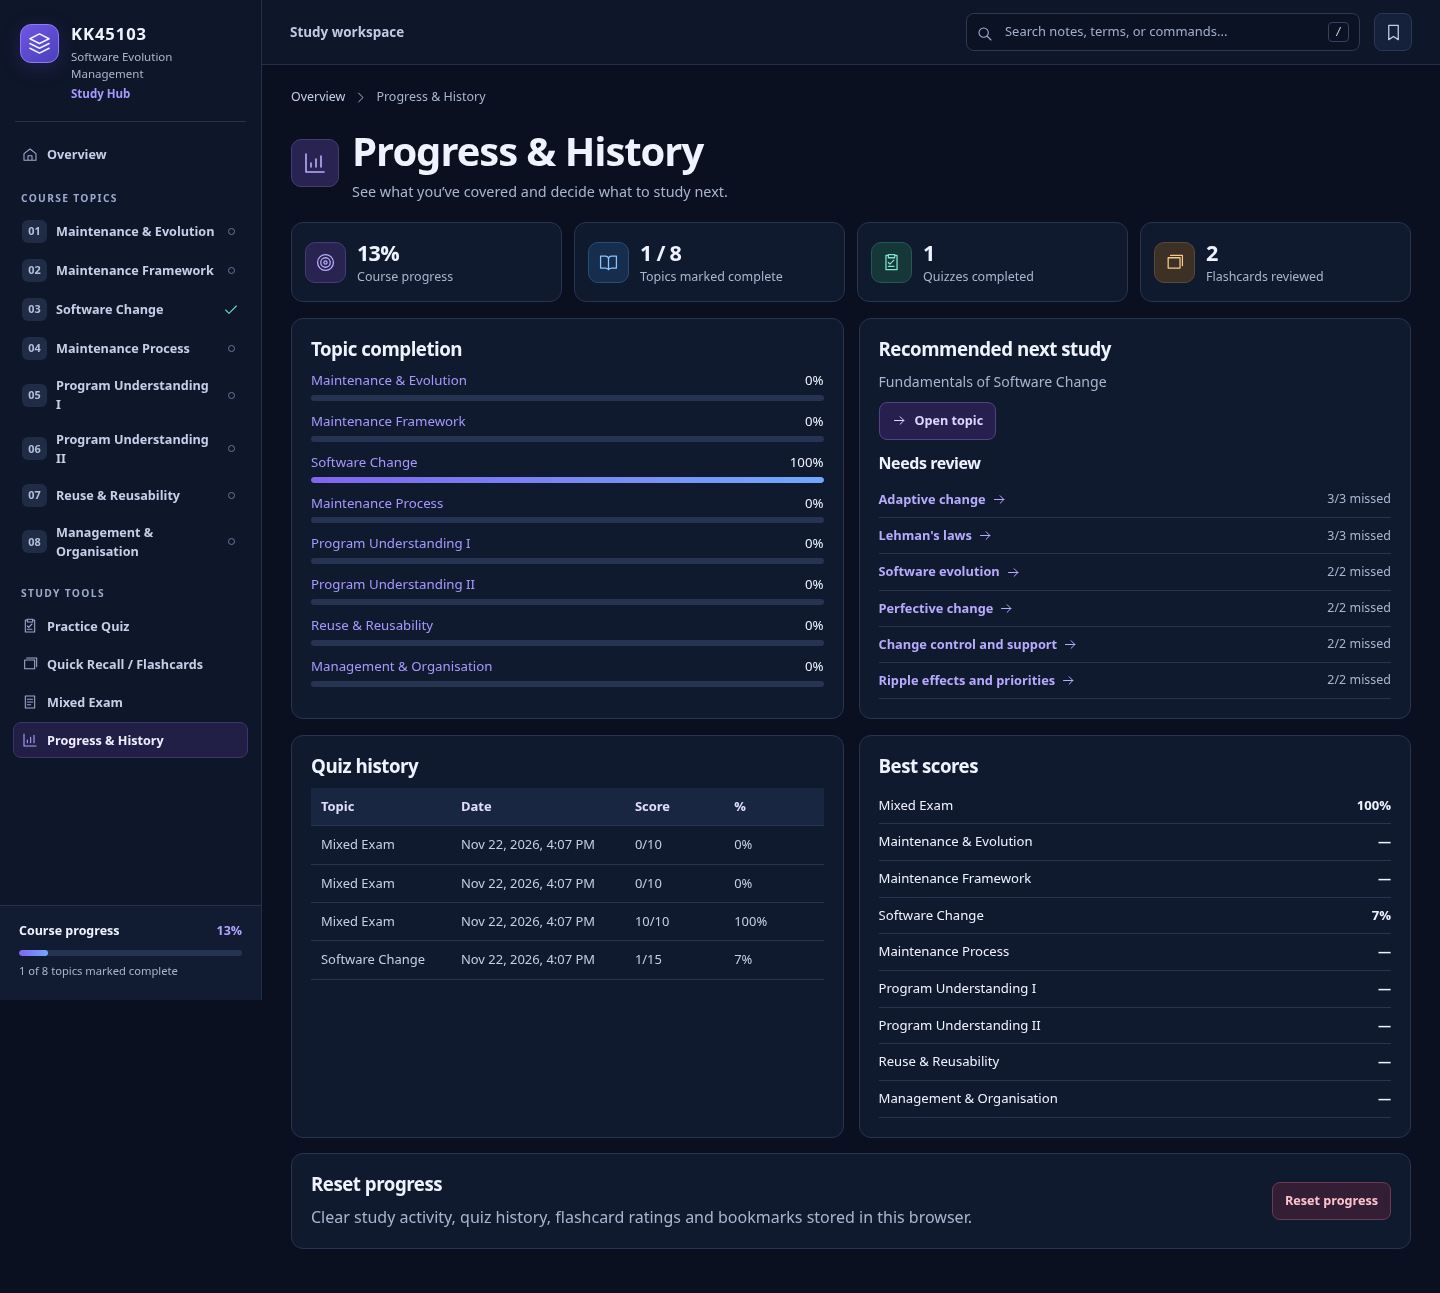 KK45103
Software Evolution
Management
Study Hub
Overview
COURSE TOPICS
01 Maintenance & Evolution
02 Maintenance Framework
03 Software Change
04 Maintenance Process
05 Program Understanding
I
06 Program Understanding
II
07 Reuse & Reusability
08 Management &
Organisation
STUDY TOOLS
Practice Quiz
Quick Recall / Flashcards
Mixed Exam
Progress & History
Course progress 13%
1 of 8 topics marked complete
Study workspace
Search notes, terms, or commands... /
Overview > Progress & History
Progress & History
See what you’ve covered and decide what to study next.
13%
Course progress
1 / 8
Topics marked complete
1
Quizzes completed
2
Flashcards reviewed
Topic completion
Maintenance & Evolution 0%
Maintenance Framework 0%
Software Change 100%
Maintenance Process 0%
Program Understanding I 0%
Program Understanding II 0%
Reuse & Reusability 0%
Management & Organisation 0%
Recommended next study
Fundamentals of Software Change
→ Open topic
Needs review
Adaptive change → 3/3 missed
Lehman's laws → 3/3 missed
Software evolution → 2/2 missed
Perfective change → 2/2 missed
Change control and support → 2/2 missed
Ripple effects and priorities → 2/2 missed
Quiz history
Topic Date Score %
Mixed Exam Nov 22, 2026, 4:07 PM 0/10 0%
Mixed Exam Nov 22, 2026, 4:07 PM 0/10 0%
Mixed Exam Nov 22, 2026, 4:07 PM 10/10 100%
Software Change Nov 22, 2026, 4:07 PM 1/15 7%
Best scores
Mixed Exam 100%
Maintenance & Evolution —
Maintenance Framework —
Software Change 7%
Maintenance Process —
Program Understanding I —
Program Understanding II —
Reuse & Reusability —
Management & Organisation —
Reset progress
Clear study activity, quiz history, flashcard ratings and bookmarks stored in this browser.
Reset progress